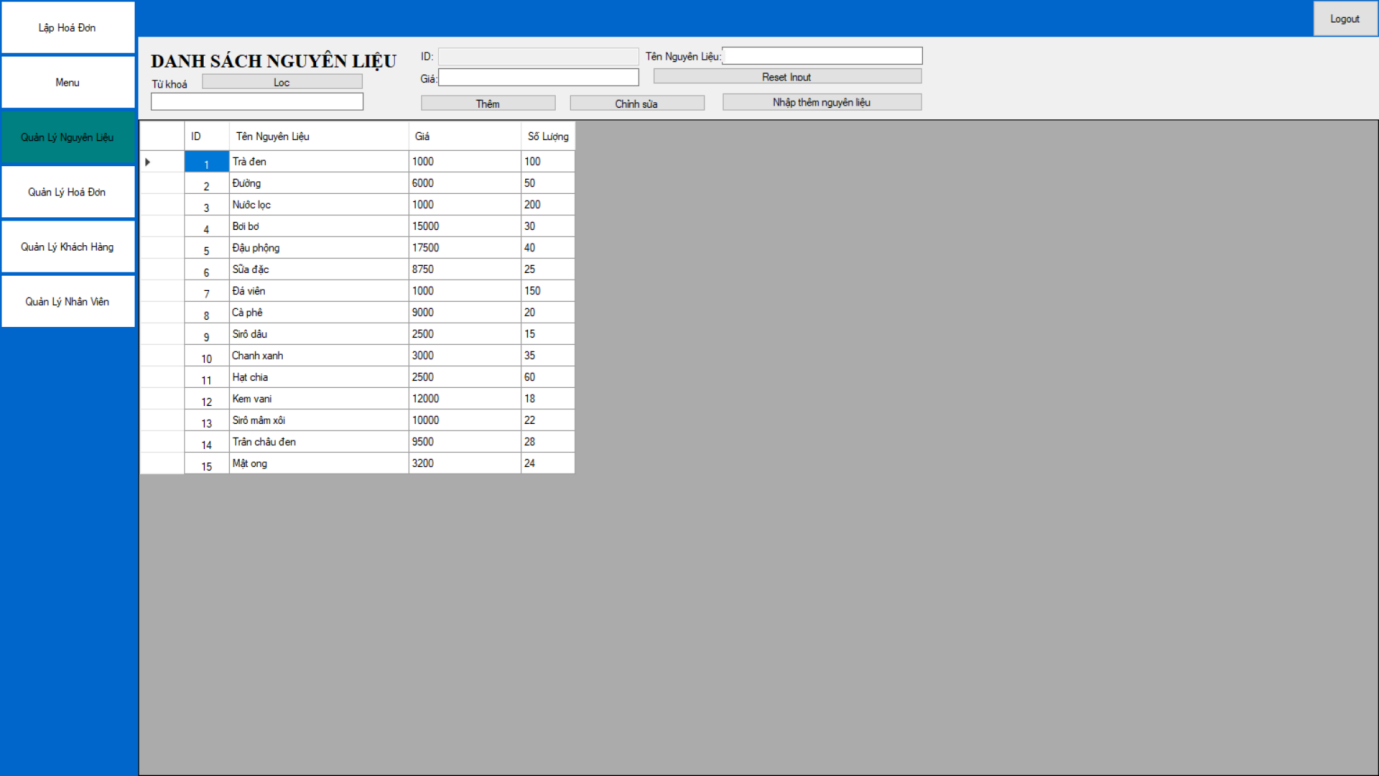 Lập Hoá Đơn
Menu
Quản Lý Nguyên Liệu
Quản Lý Hoá Đơn
Quản Lý Khách Hàng
Quản Lý Nhân Viên
Logout
DANH SÁCH NGUYÊN LIỆU
Từ khoá
Lọc
ID:
Tên Nguyên Liệu:
Giá:
Reset Input
Thêm
Chỉnh sửa
Nhập thêm nguyên liệu
ID Tên Nguyên Liệu Giá Số Lượng
1 Trà đen 1000 100
2 Đường 6000 50
3 Nước lọc 1000 200
4 Bơi bơ 15000 30
5 Đậu phộng 17500 40
6 Sữa đặc 8750 25
7 Đá viên 1000 150
8 Cà phê 9000 20
9 Sirô dâu 2500 15
10 Chanh xanh 3000 35
11 Hạt chia 2500 60
12 Kem vani 12000 18
13 Sirô mâm xôi 10000 22
14 Trân châu đen 9500 28
15 Mật ong 3200 24